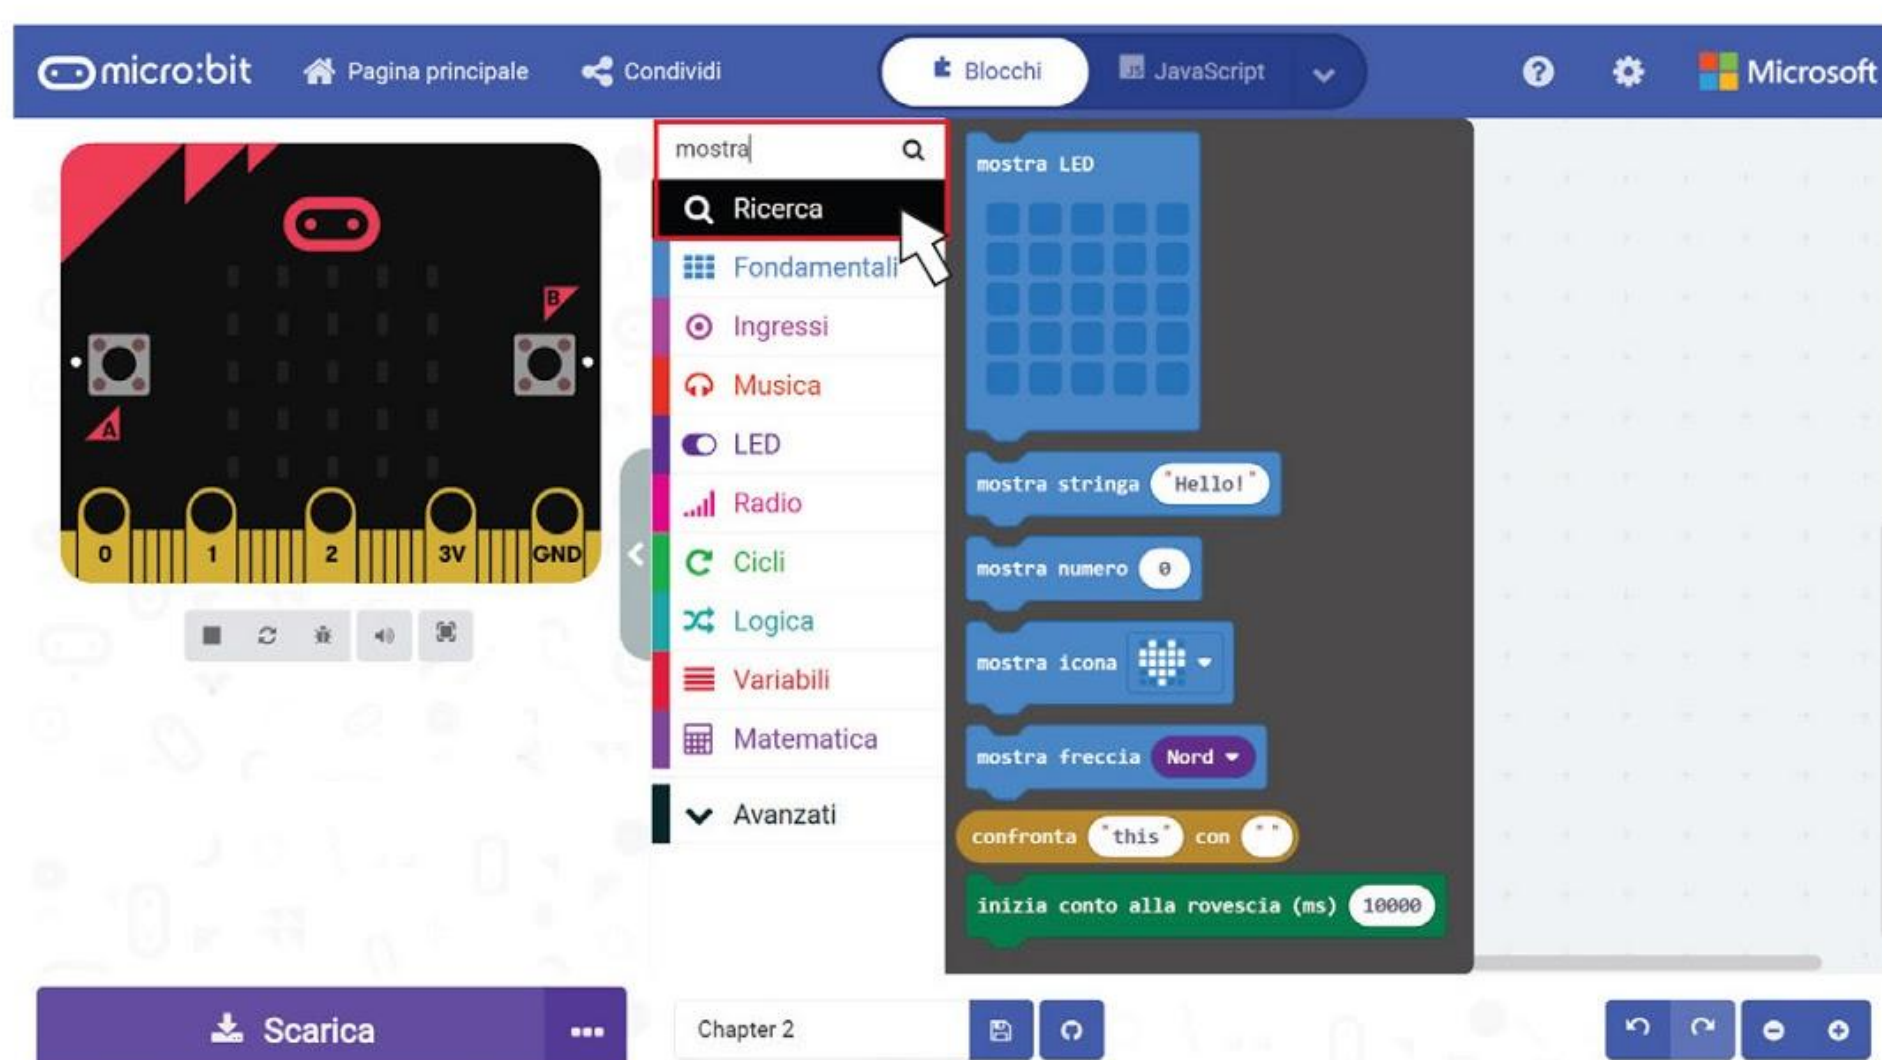 micro:bit
Pagina principale
Condividi
Blocchi
JavaScript
Microsoft
mostra
Ricerca
Fondamentali
Ingressi
Musica
LED
Radio
Cicli
Logica
Variabili
Matematica
Avanzati
B
A
0 1 2 3V GND
mostra LED
mostra stringa "Hello!"
mostra numero 0
mostra icona
mostra freccia Nord
confronta "this" con " "
inizia conto alla rovescia (ms) 10000
Scarica
Chapter 2